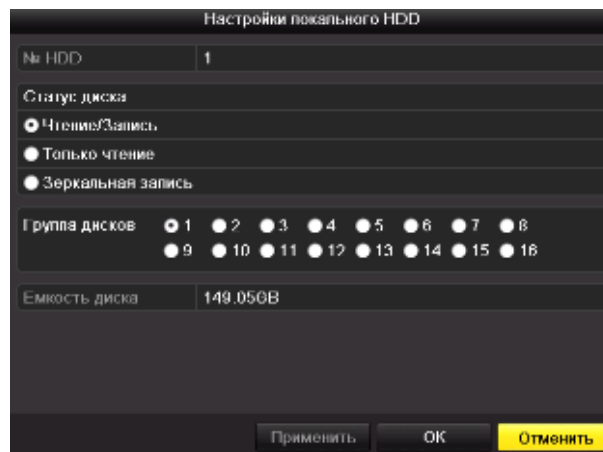 Настройки локального HDD
№ HDD 1
Статус диска
Чтение/Запись
Только чтение
Зеркальная запись
Группа дисков 1 2 3 4 5 6 7 8
9 10 11 12 13 14 15 16
Емкость диска 149.05GB
Применить OK Отменить